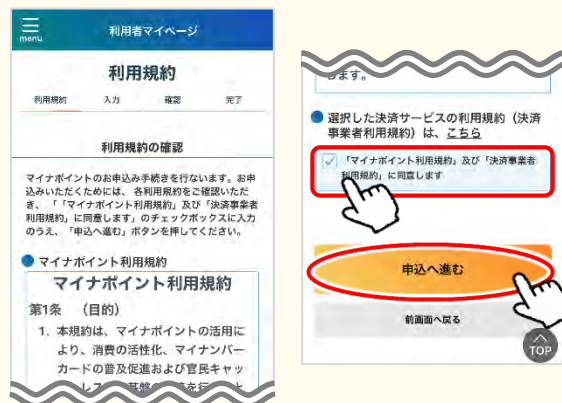 menu
利用者マイページ
利用規約
利用規約 入力 確認 完了
利用規約の確認
マイナポイントのお申込み手続きを行ないます。お申
込みいただくためには、 各利用規約をご確認いただ
き、「「マイナポイント利用規約」及び「決済事業者
利用規約」に同意します」のチェックボックスに入力
のうえ、「申込へ進む」ボタンを押してください。
マイナポイント利用規約
マイナポイント利用規約
第1条 （目的）
1. 本規約は、マイナポイントの活用に
より、消費の活性化、マイナンバー
カードの普及促進および官民キャッ
します。
選択した決済サービスの利用規約（決済
事業者利用規約）は、こちら
「マイナポイント利用規約」及び「決済事業者
利用規約」に同意します
申込へ進む
前画面へ戻る
TOP